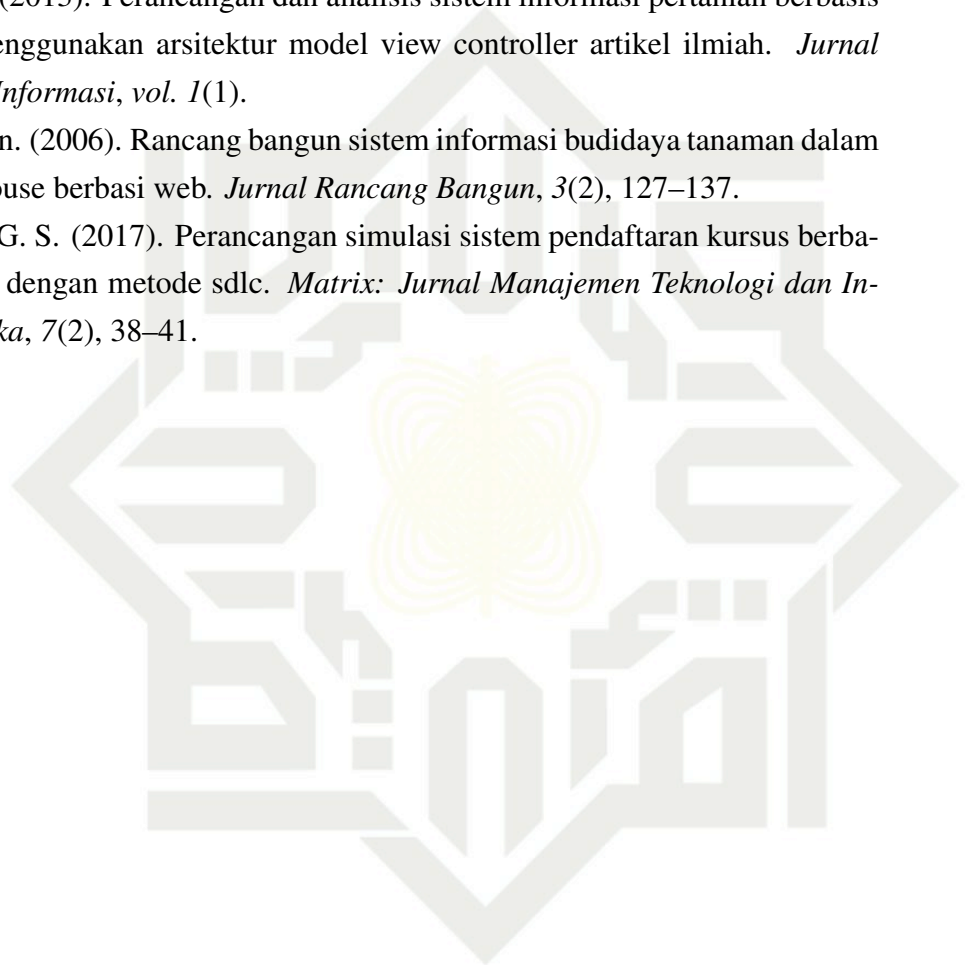 (2013). Perancangan dan analisis sistem informasi pertanian berbasis
enggunakan arsitektur model view controller artikel ilmiah. Jurnal
Informasi, vol. 1(1).
n. (2006). Rancang bangun sistem informasi budidaya tanaman dalam
ouse berbasi web. Jurnal Rancang Bangun, 3(2), 127–137.
G. S. (2017). Perancangan simulasi sistem pendaftaran kursus berba-
dengan metode sdlc. Matrix: Jurnal Manajemen Teknologi dan In-
ka, 7(2), 38–41.